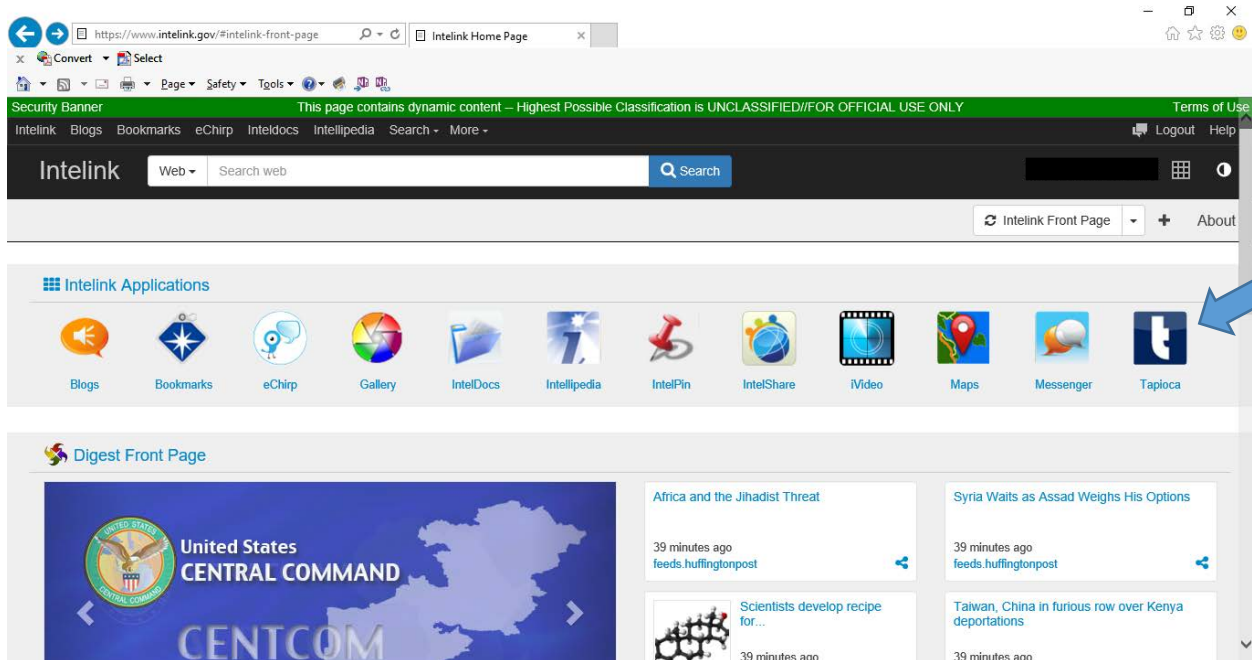 https://www.intelink.gov/#intelink-front-page
Intelink Home Page
x Convert Select
Page Safety Tools
Security Banner This page contains dynamic content -- Highest Possible Classification is UNCLASSIFIED//FOR OFFICIAL USE ONLY Terms of Use
Intelink Blogs Bookmarks eChirp Inteldocs Intellipedia Search More Logout Help
Intelink Web Search web Search
Intelink Front Page + About
Intelink Applications
Blogs Bookmarks eChirp Gallery IntelDocs Intellipedia IntelPin IntelShare iVideo Maps Messenger Tapioca
Digest Front Page
United States
CENTRAL COMMAND
CENTCOM
UNITED STATES
CENTRAL COMMAND
Africa and the Jihadist Threat
39 minutes ago
feeds.huffingtonpost
Syria Waits as Assad Weighs His Options
39 minutes ago
feeds.huffingtonpost
Scientists develop recipe
for...
39 minutes ago
Taiwan, China in furious row over Kenya
deportations
39 minutes ago